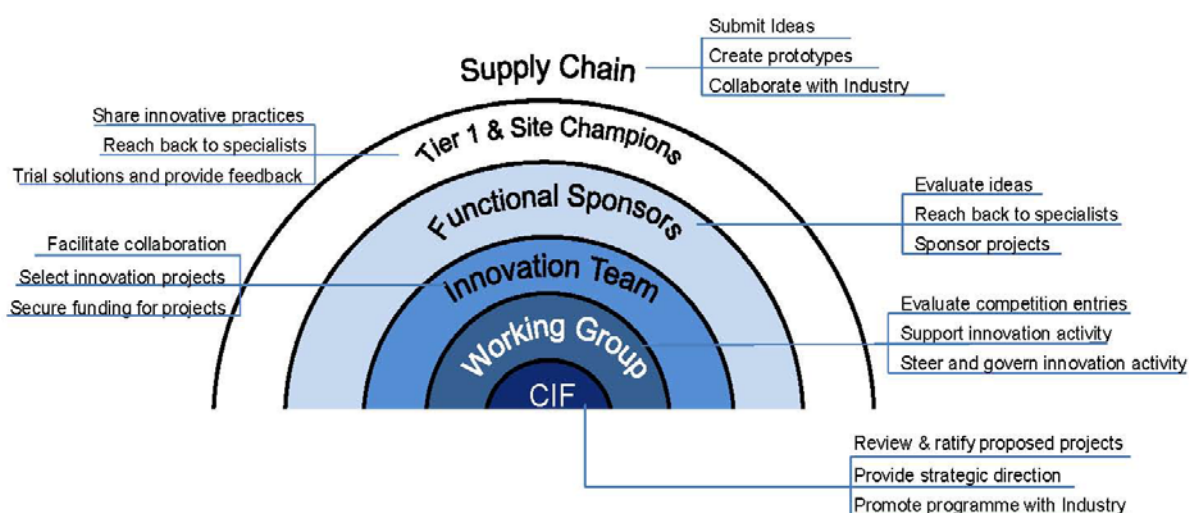 Submit Ideas
Create prototypes
Collaborate with Industry
Supply Chain
Share innovative practices
Reach back to specialists
Trial solutions and provide feedback
Tier 1 & Site Champions
Evaluate ideas
Reach back to specialists
Sponsor projects
Functional Sponsors
Facilitate collaboration
Select innovation projects
Secure funding for projects
Innovation Team
Evaluate competition entries
Support innovation activity
Steer and govern innovation activity
Working Group
CIF
Review & ratify proposed projects
Provide strategic direction
Promote programme with Industry